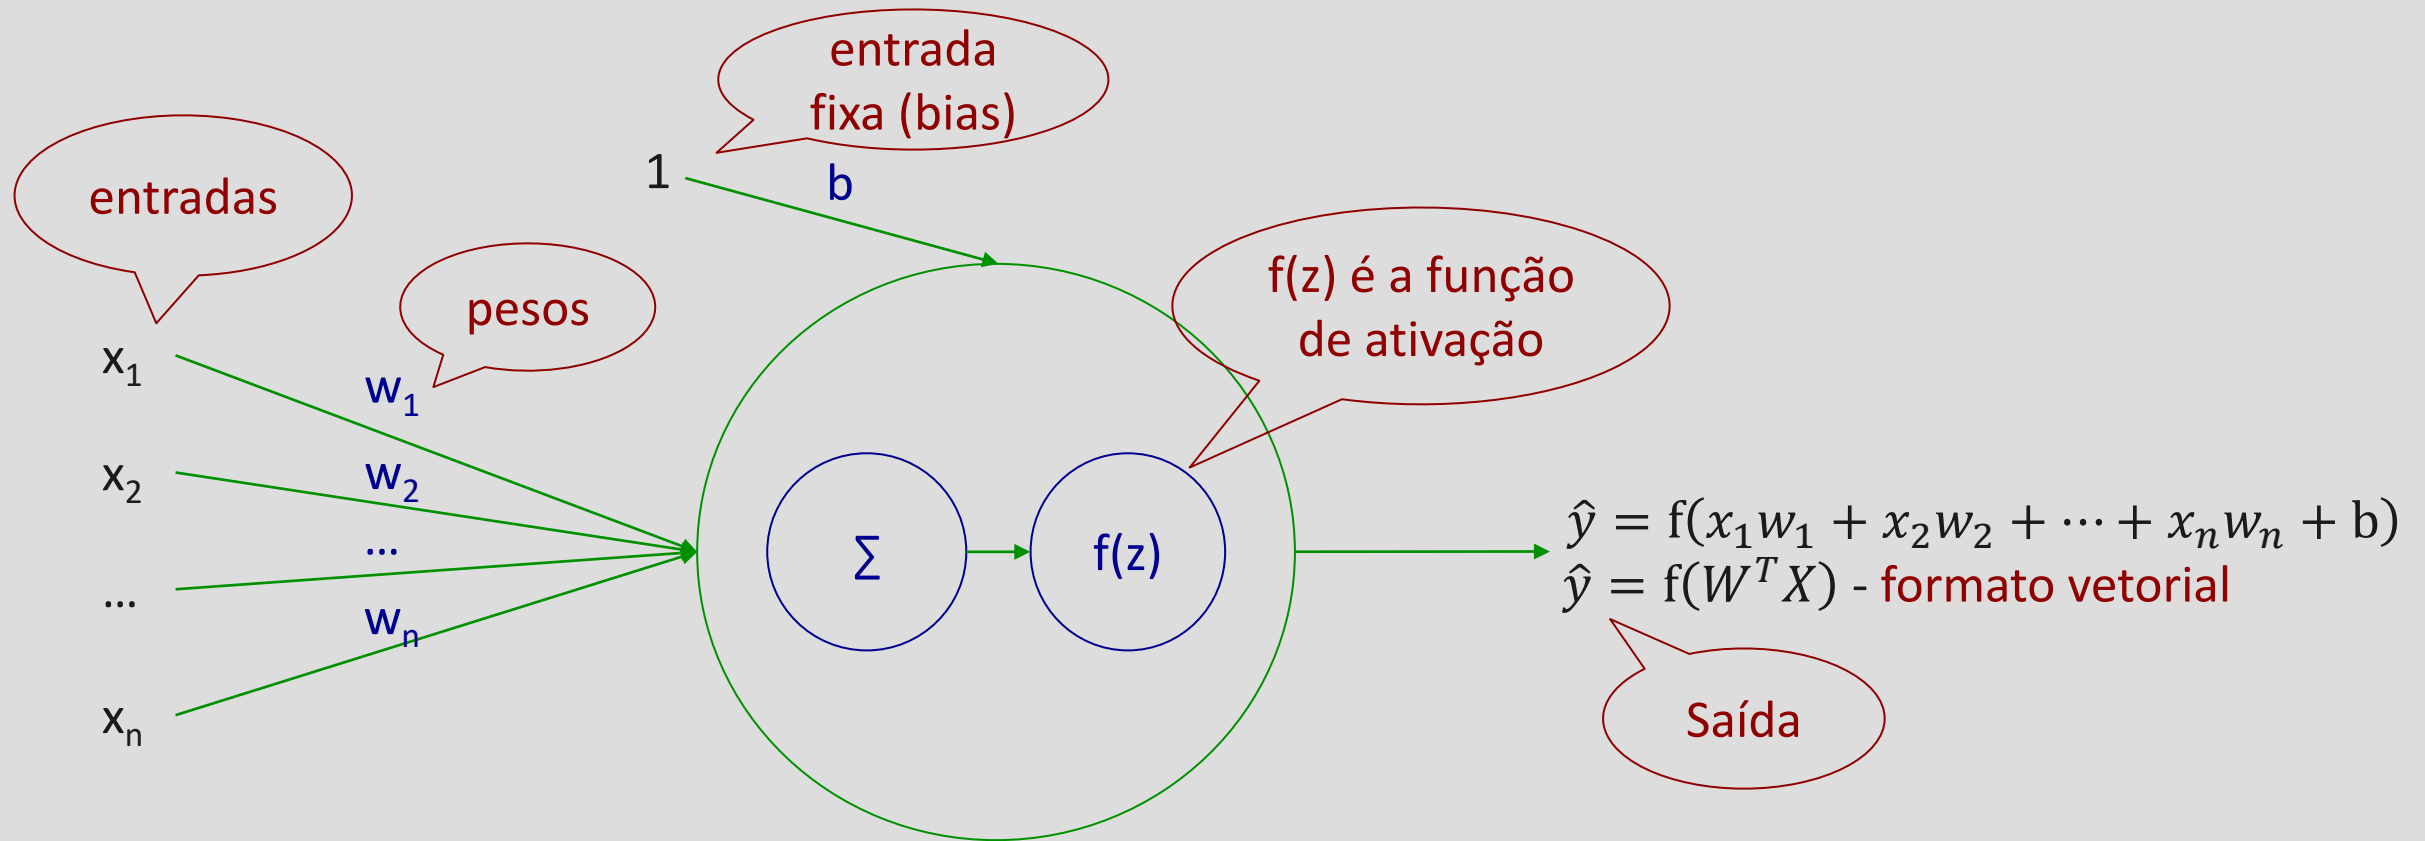 entrada
fixa (bias)
1
b
entradas
pesos
f(z) é a função
de ativação
x₁
w₁
x₂
w₂
...
...
xₙ
wₙ
∑
f(z)
ŷ = f(x₁w₁ + x₂w₂ + ⋯ + xₙwₙ + b)
ŷ = f(WᵀX) - formato vetorial
Saída